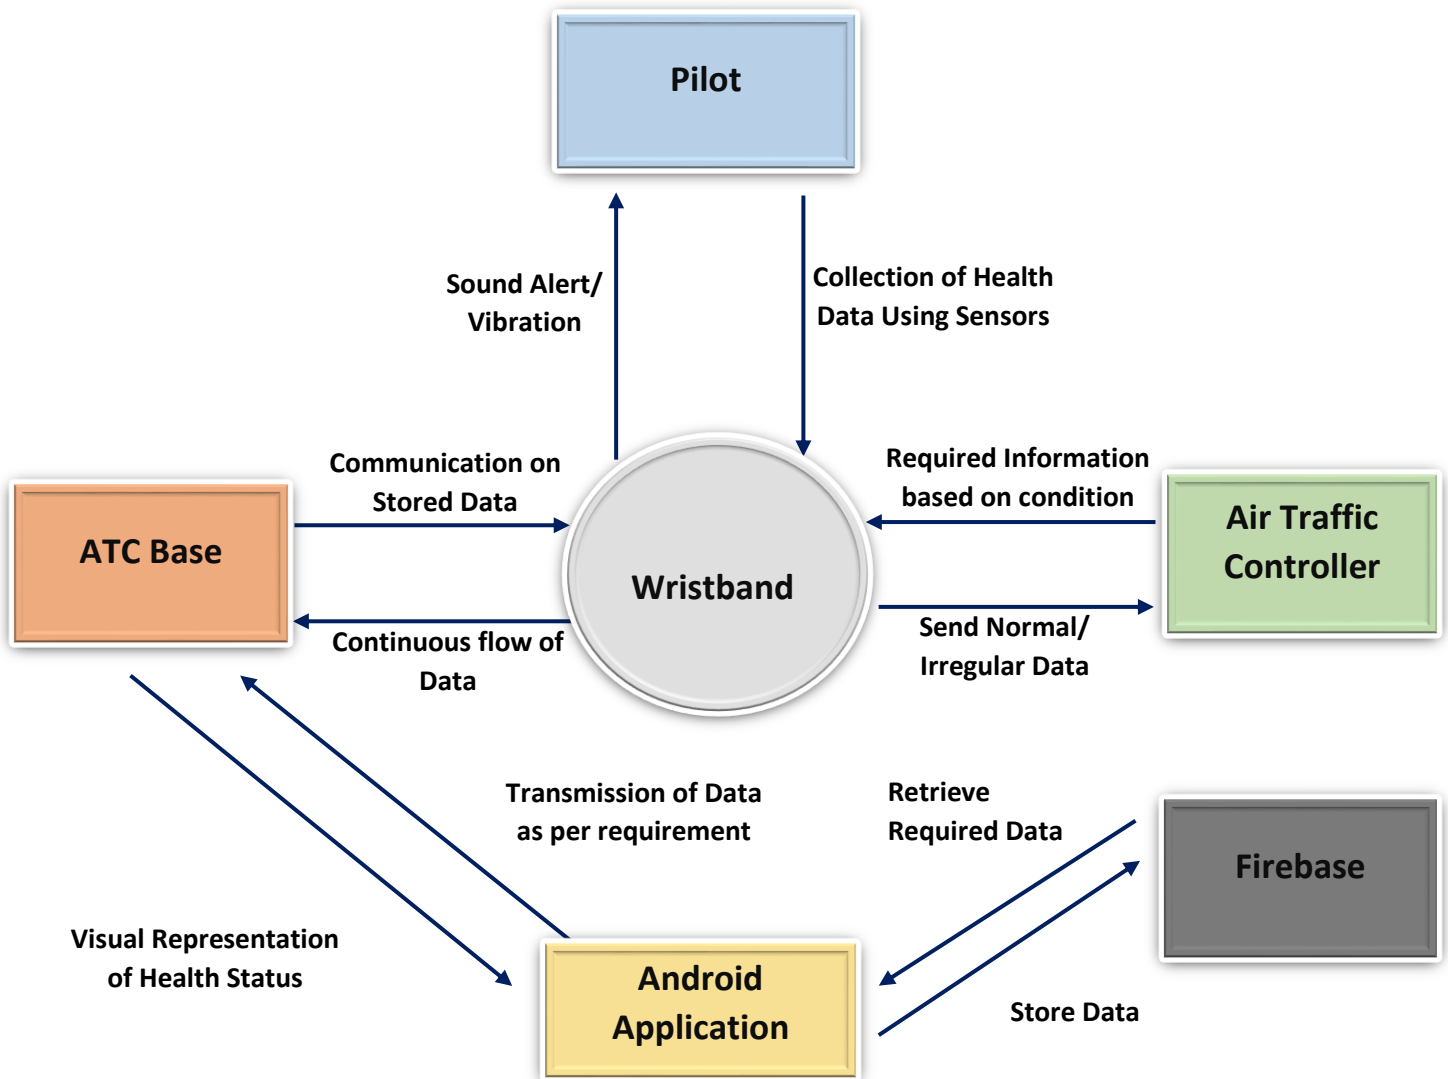 Pilot
Sound Alert/
Vibration
Collection of Health
Data Using Sensors
Communication on
Stored Data
Required Information
based on condition
ATC Base
Wristband
Air Traffic
Controller
Continuous flow of
Data
Send Normal/
Irregular Data
Transmission of Data
as per requirement
Retrieve
Required Data
Firebase
Visual Representation
of Health Status
Android
Application
Store Data